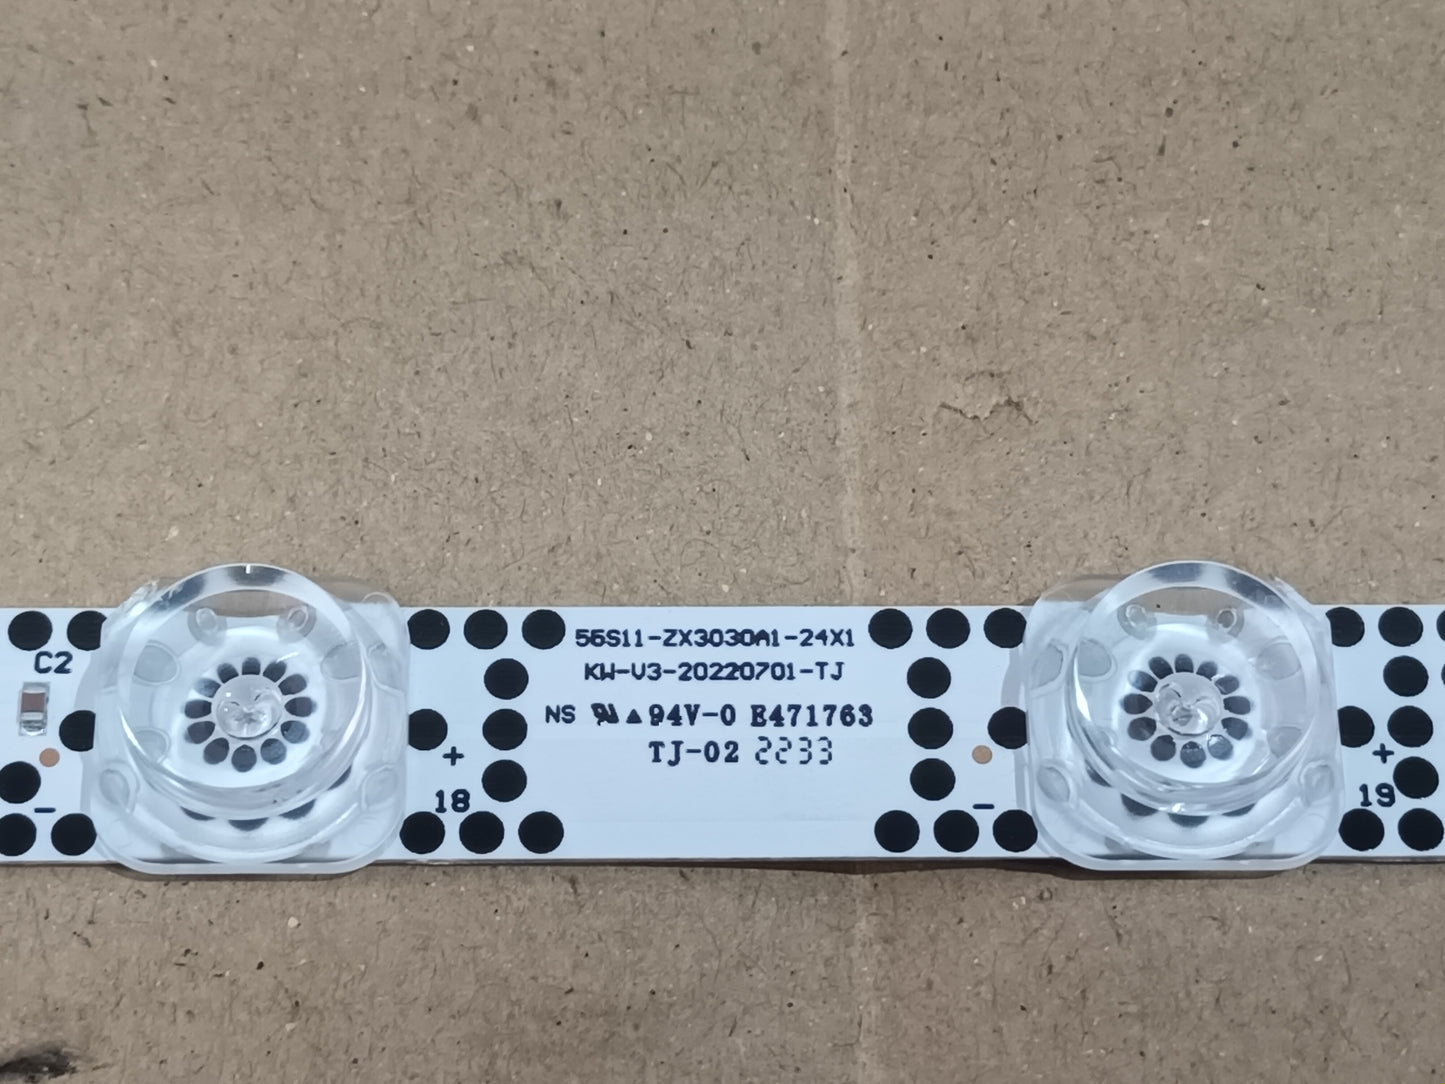 C2
56S11-ZX3030A1-24X1
KW-V3-20220701-TJ
NS ▲94V-0 E471763
TJ-02 2233
+
-
18
-
+
19